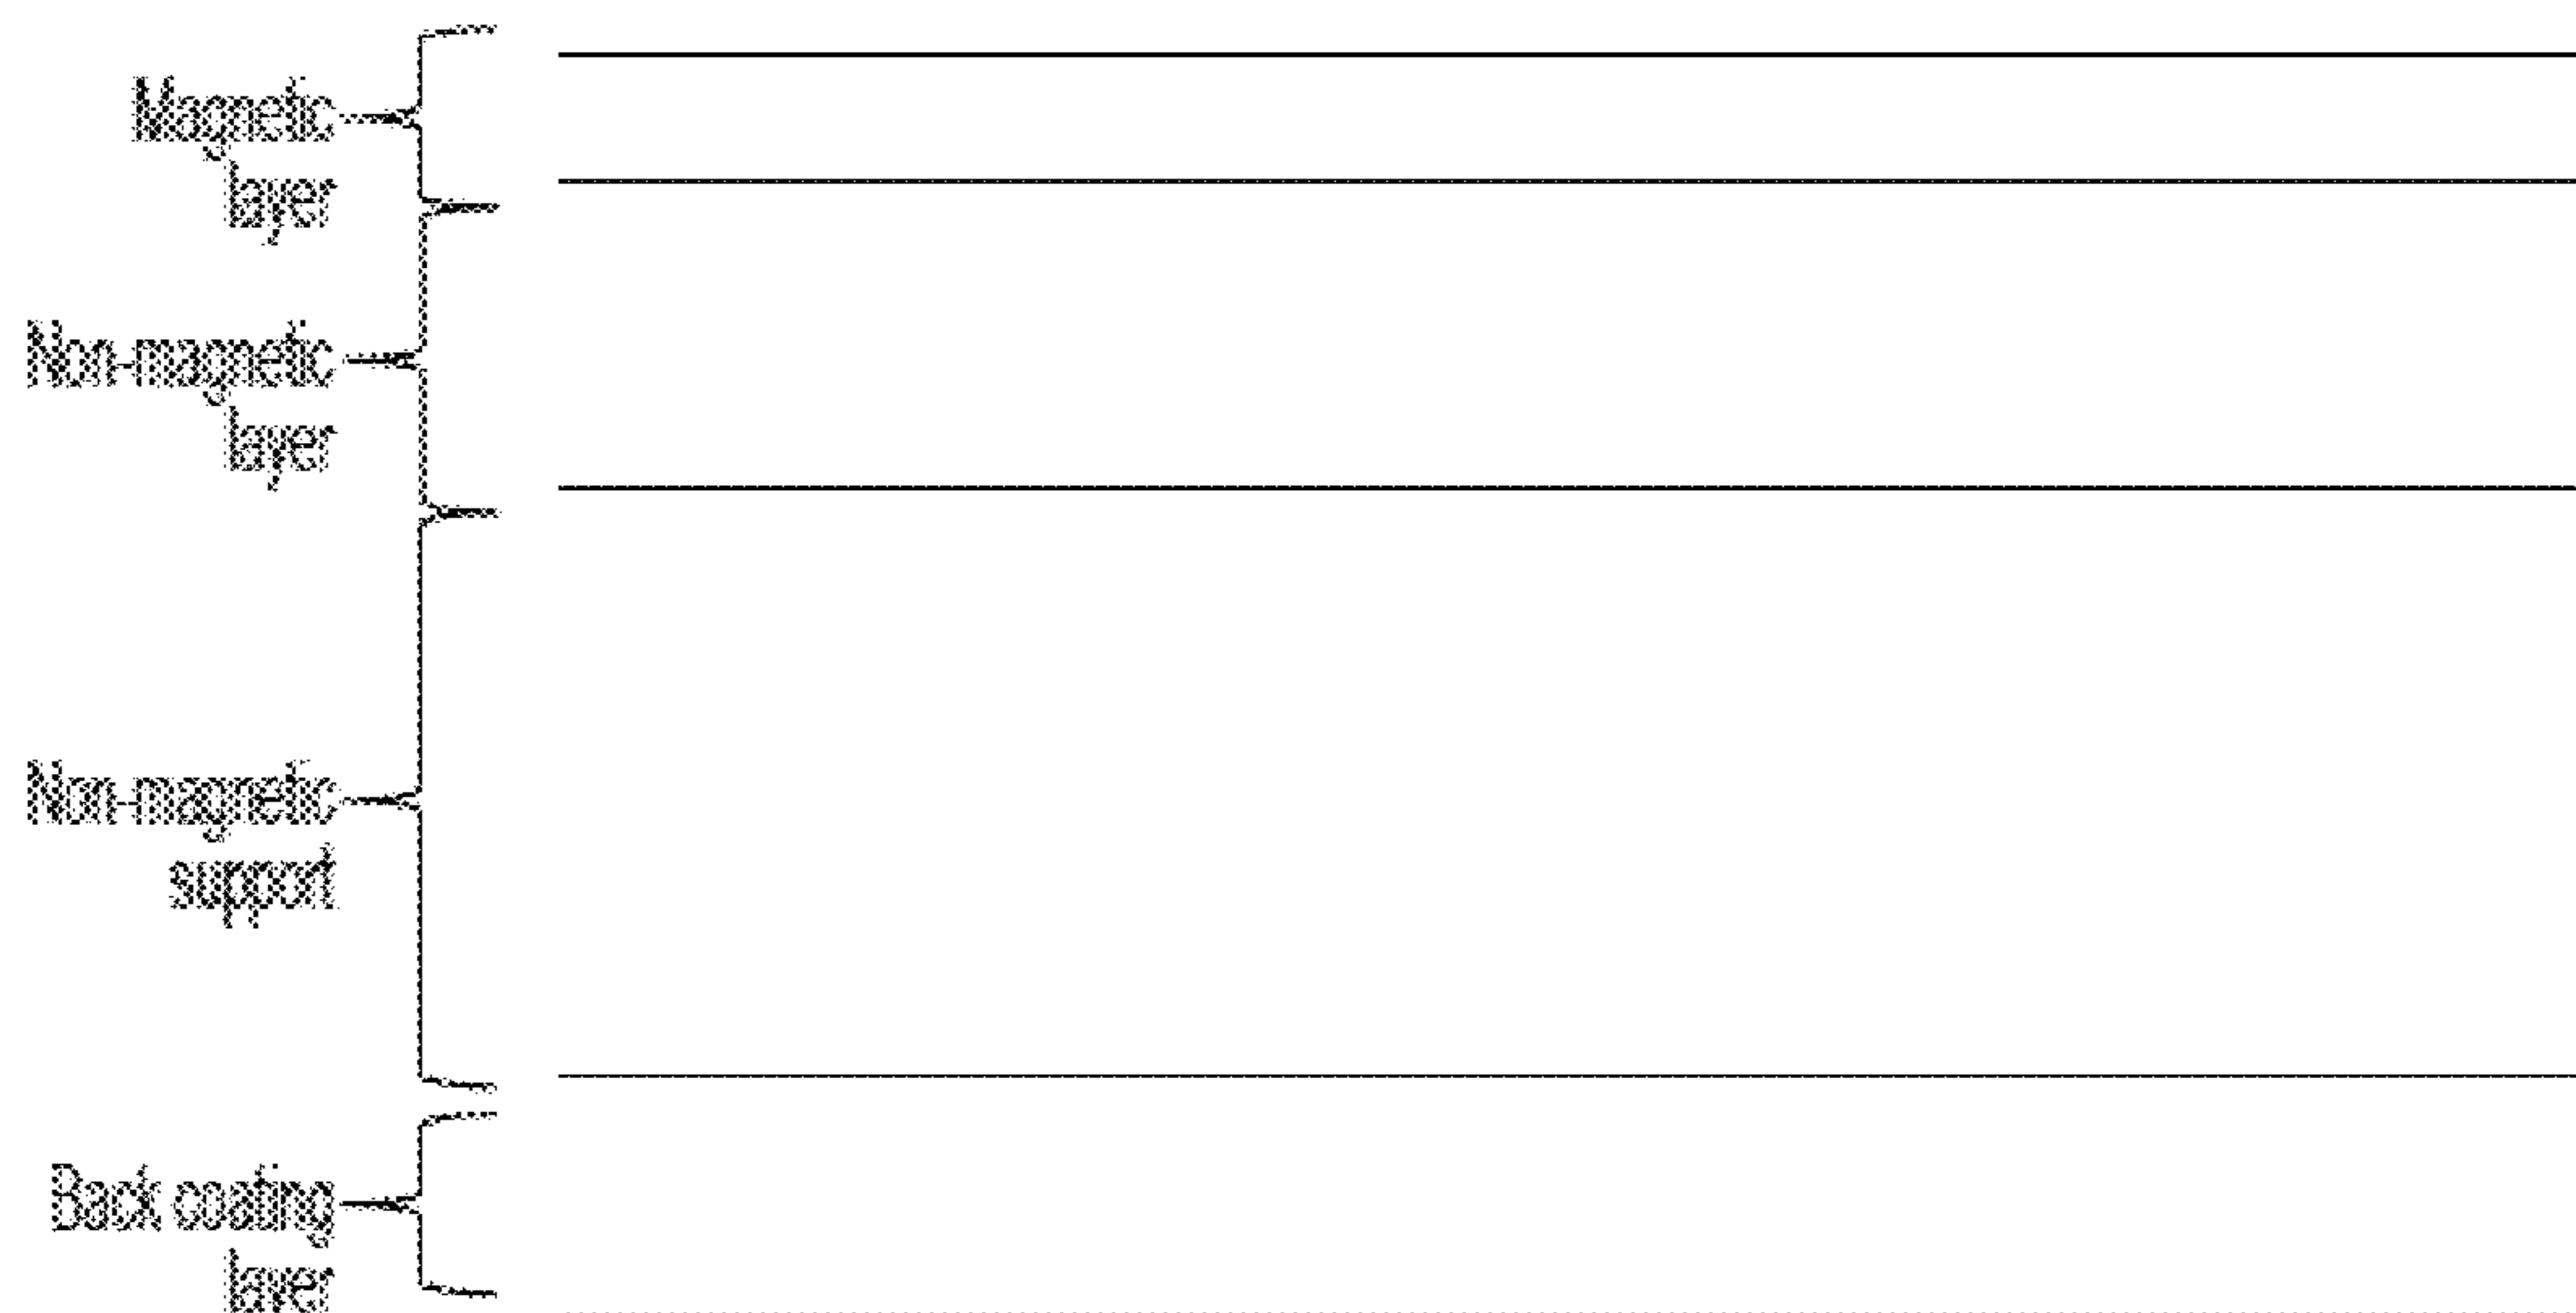 Magnetic
layer
Non-magnetic
layer
Non-magnetic
support
Back coating
layer